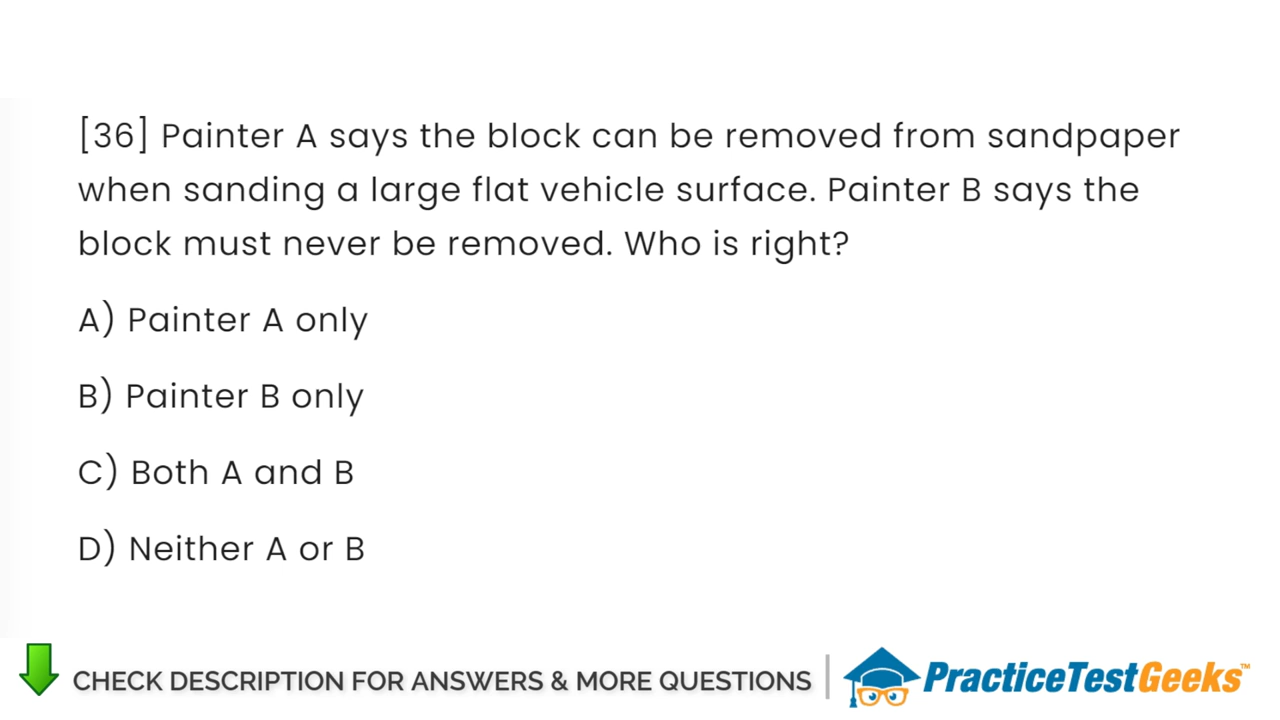 [36] Painter A says the block can be removed from sandpaper
when sanding a large flat vehicle surface. Painter B says the
block must never be removed. Who is right?
A) Painter A only
B) Painter B only
C) Both A and B
D) Neither A or B
CHECK DESCRIPTION FOR ANSWERS & MORE QUESTIONS
PracticeTestGeeks™